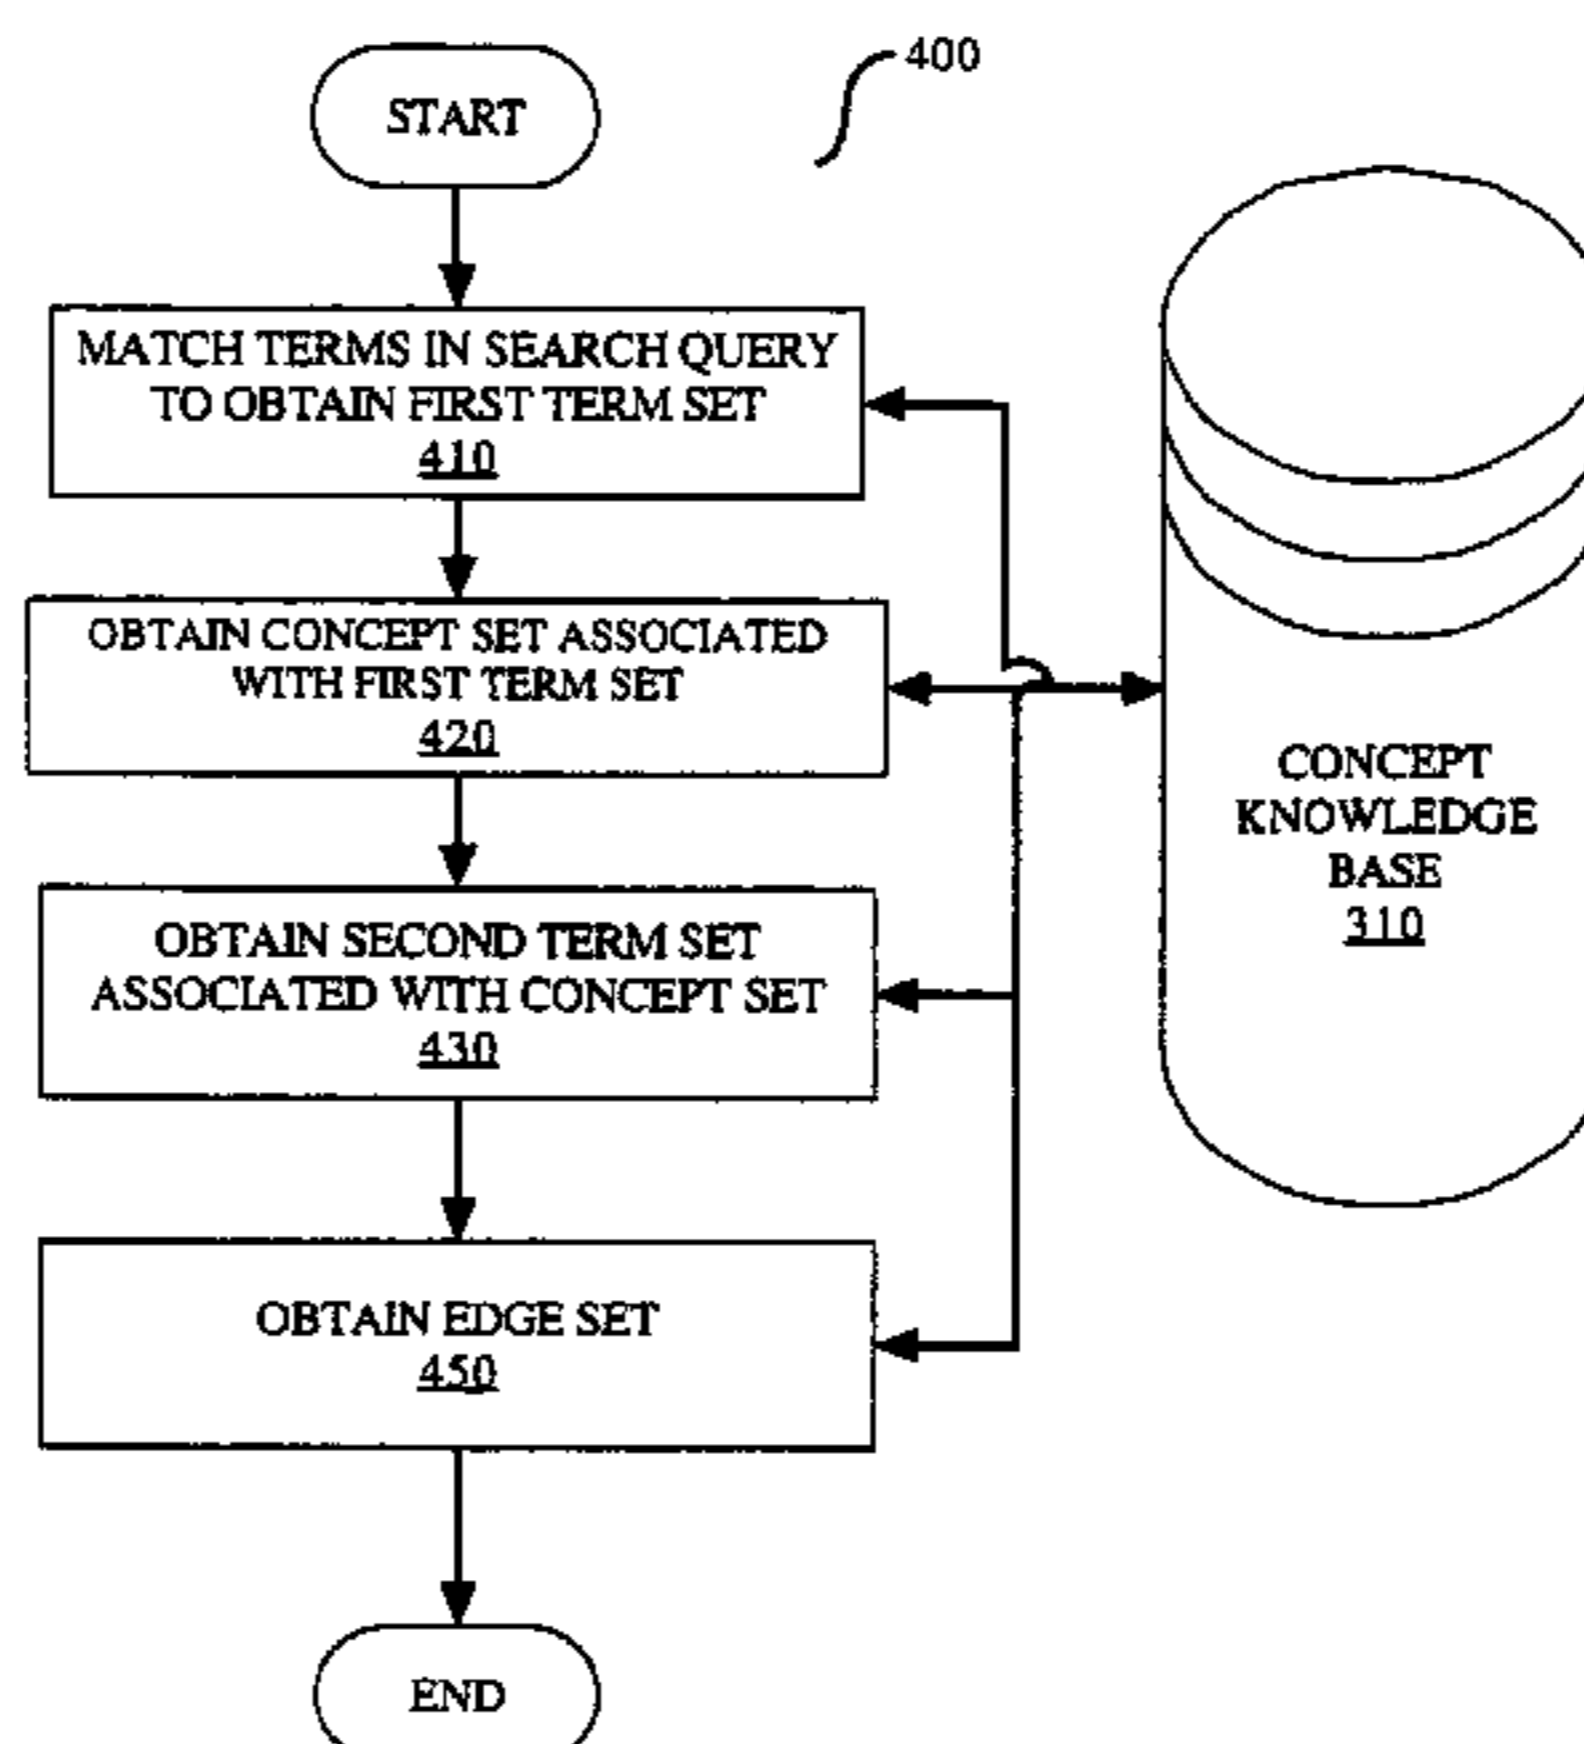 400
START
MATCH TERMS IN SEARCH QUERY
TO OBTAIN FIRST TERM SET
410
OBTAIN CONCEPT SET ASSOCIATED
WITH FIRST TERM SET
420
CONCEPT
KNOWLEDGE
BASE
310
OBTAIN SECOND TERM SET
ASSOCIATED WITH CONCEPT SET
430
OBTAIN EDGE SET
450
END